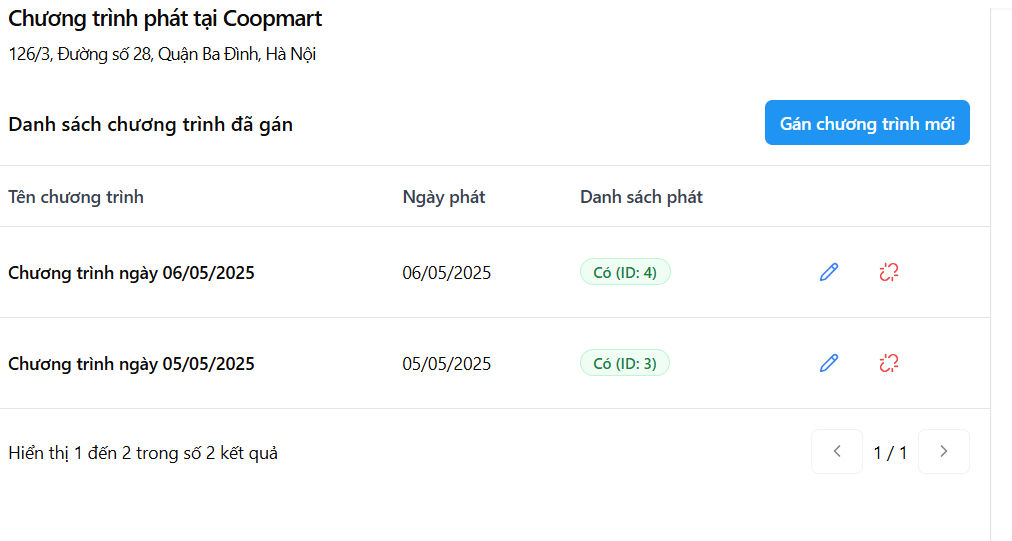 Chương trình phát tại Coopmart
126/3, Đường số 28, Quận Ba Đình, Hà Nội
Danh sách chương trình đã gán
Gán chương trình mới
Tên chương trình Ngày phát Danh sách phát
Chương trình ngày 06/05/2025 06/05/2025 Có (ID: 4)
Chương trình ngày 05/05/2025 05/05/2025 Có (ID: 3)
Hiển thị 1 đến 2 trong số 2 kết quả 1 / 1